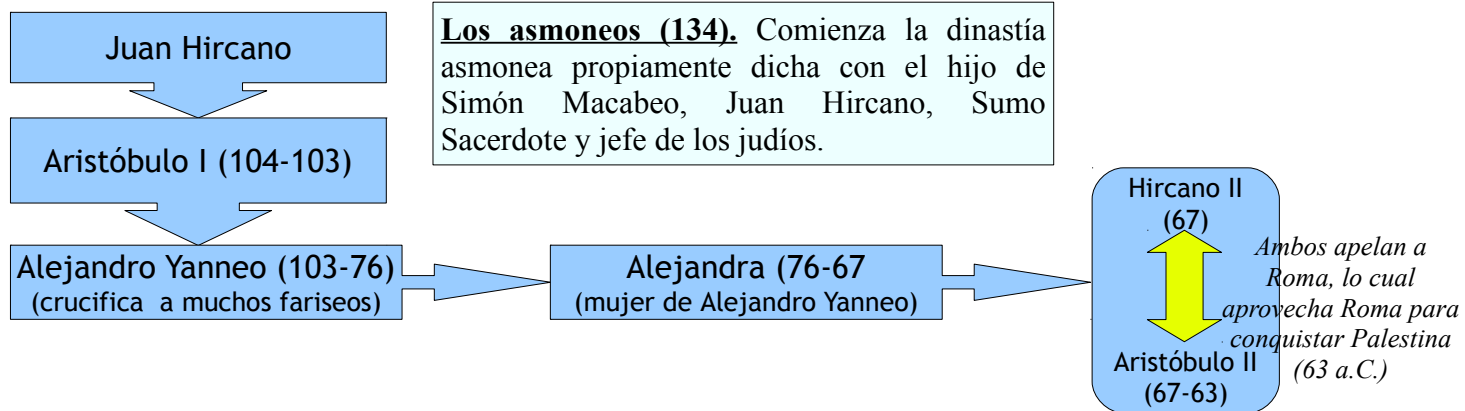 Juan Hircano
Los asmoneos (134). Comienza la dinastía
asmonea propiamente dicha con el hijo de
Simón Macabeo, Juan Hircano, Sumo
Sacerdote y jefe de los judíos.
Aristóbulo I (104-103)
Alejandro Yanneo (103-76)
(crucifica a muchos fariseos)
Alejandra (76-67
(mujer de Alejandro Yanneo)
Hircano II
(67)
Ambos apelan a
Roma, lo cual
aprovecha Roma para
conquistar Palestina
(63 a.C.)
Aristóbulo II
(67-63)